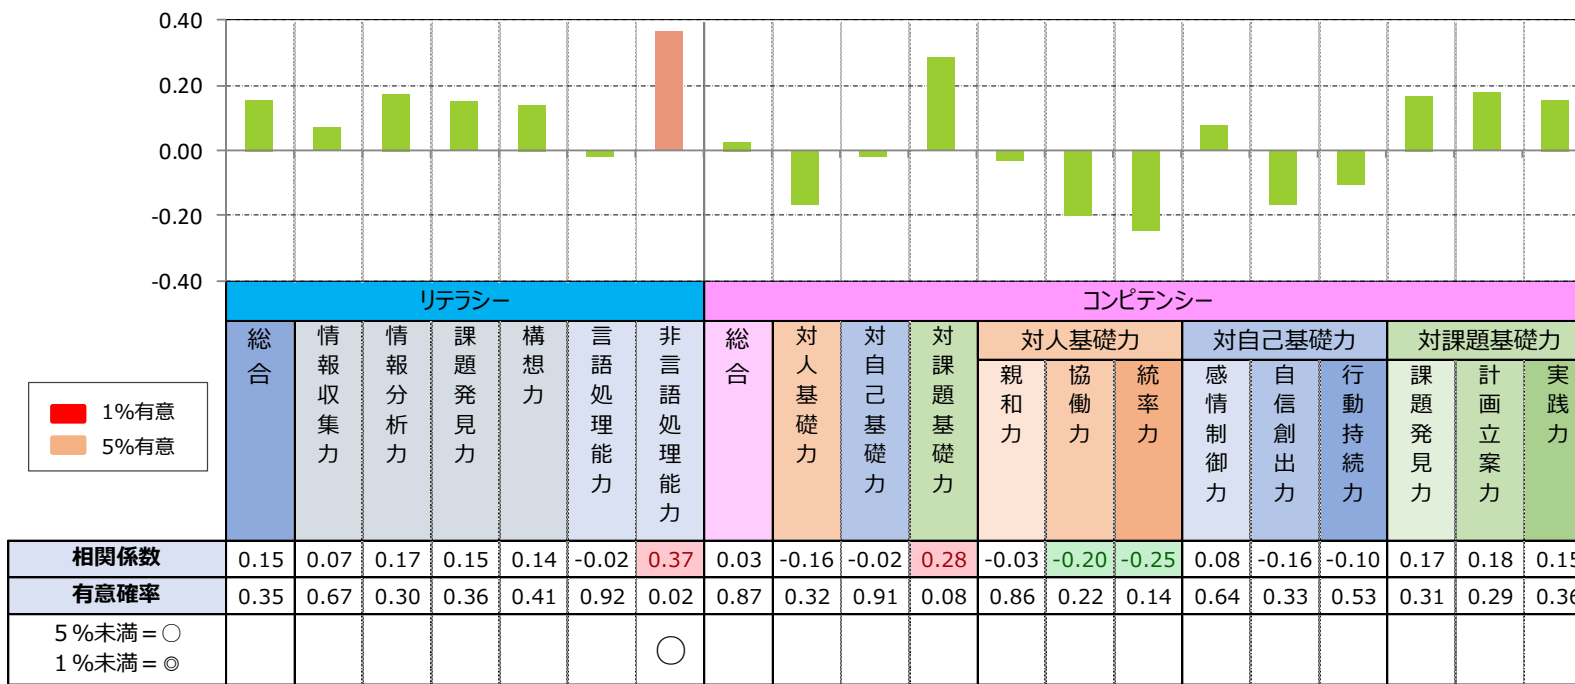 0.40
0.20
0.00
-0.20
-0.40
リテラシー
コンピテンシー
総合
情報収集力
情報分析力
課題発見力
構想力
言語処理能力
非言語処理能力
総合
対人基礎力
対自己基礎力
対課題基礎力
対人基礎力
対自己基礎力
対課題基礎力
親和力
協働力
統率力
感情制御力
自信創出力
行動持続力
課題発見力
計画立案力
実践力
1%有意
5%有意
相関係数 0.15 0.07 0.17 0.15 0.14 -0.02 0.37 0.03 -0.16 -0.02 0.28 -0.03 -0.20 -0.25 0.08 -0.16 -0.10 0.17 0.18 0.15
有意確率 0.35 0.67 0.30 0.36 0.41 0.92 0.02 0.87 0.32 0.91 0.08 0.86 0.22 0.14 0.64 0.33 0.53 0.31 0.29 0.36
5%未満=○
1%未満=◎
○